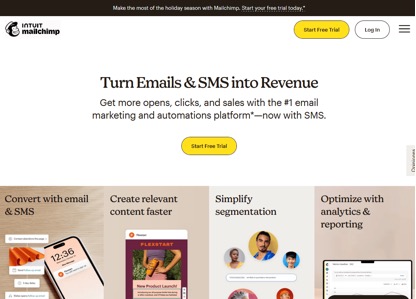 Make the most of the holiday season with Mailchimp. Start your free trial today.*
INTUIT
mailchimp
Start Free Trial
Log In
Turn Emails & SMS into Revenue
Get more opens, clicks, and sales with the #1 email
marketing and automations platform*—now with SMS.
Start Free Trial
Convert with email
& SMS
Create relevant
content faster
Simplify
segmentation
Optimize with
analytics &
reporting
12:36
PLEXSTART
New Product Launch!